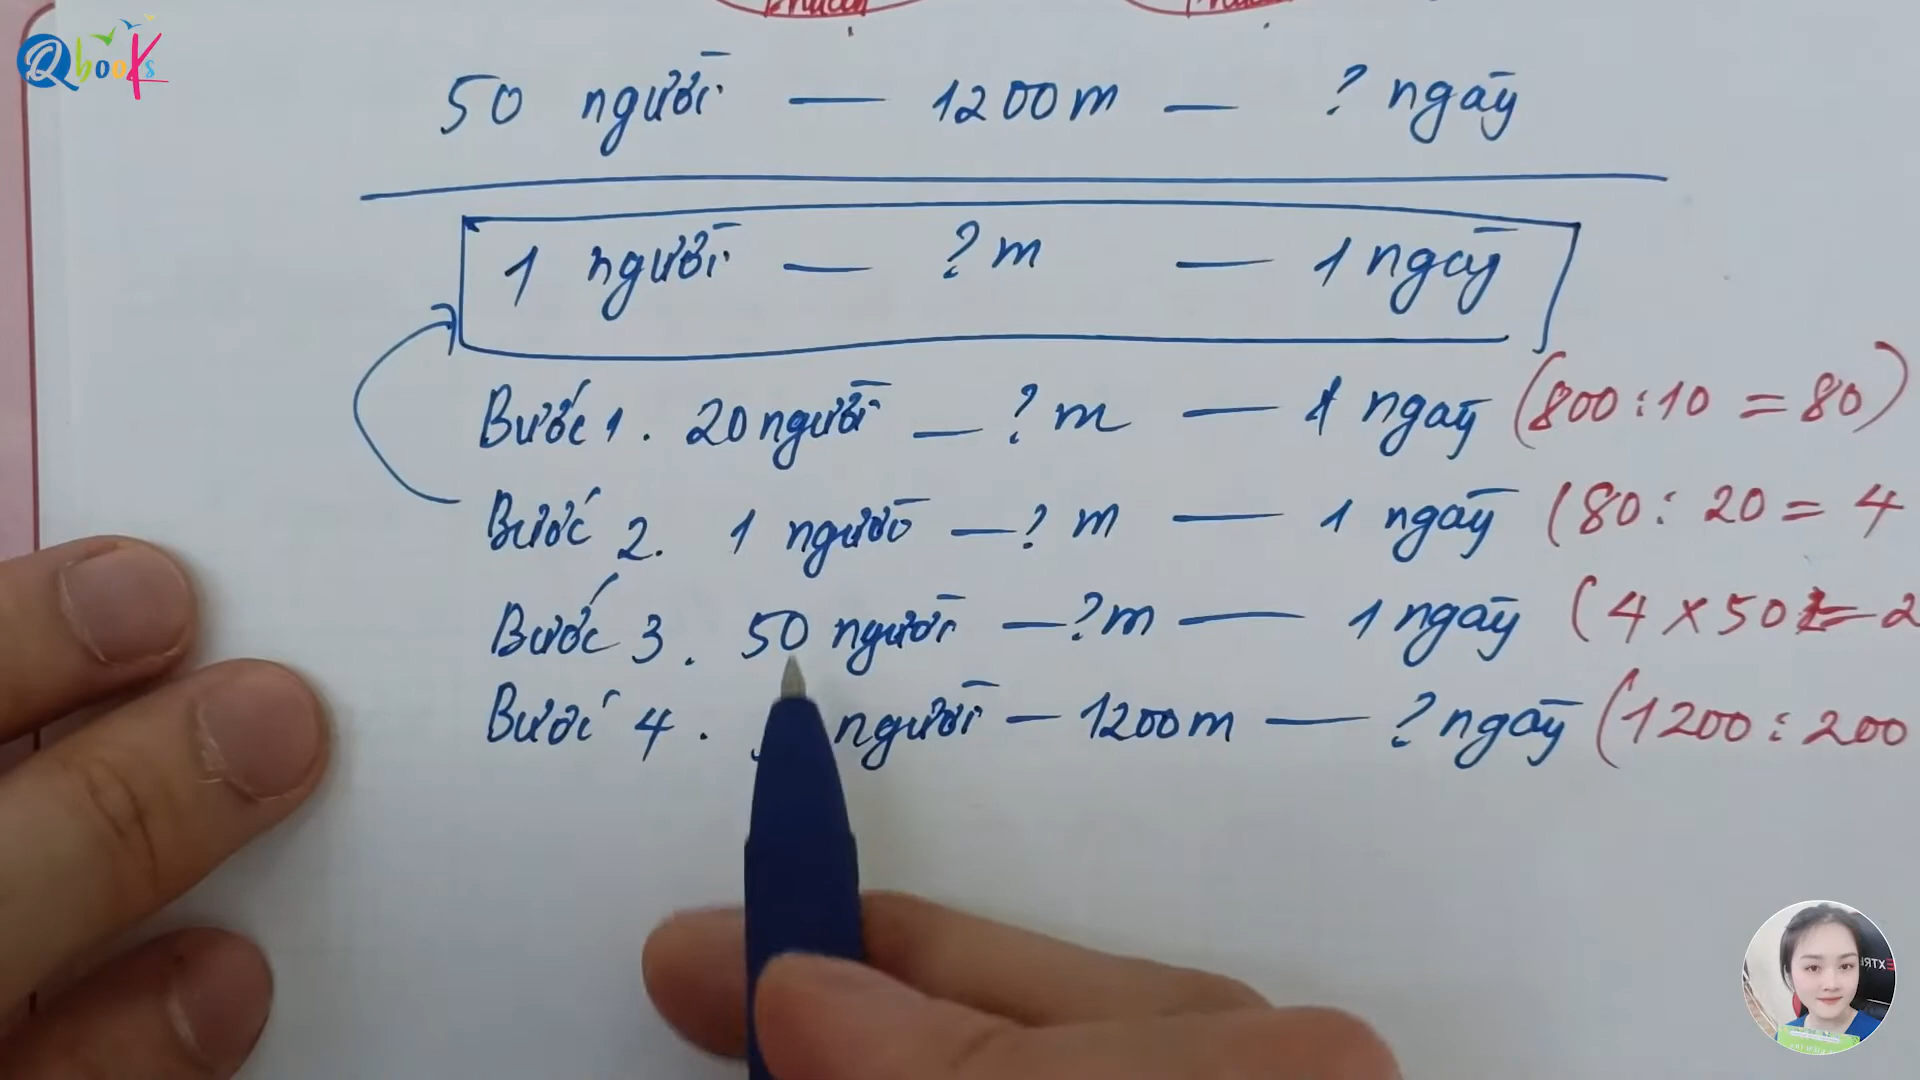 Qbooks
50 người — 1200m — ? ngày
1 người — ? m — 1 ngày
Bước 1. 20 người — ? m — 1 ngày (800 : 10 = 80)
Bước 2. 1 người — ? m — 1 ngày (80 : 20 = 4
Bước 3. 50 người — ? m — 1 ngày (4 x 50 = 2
Bước 4. người — 1200m — ? ngày (1200 : 200